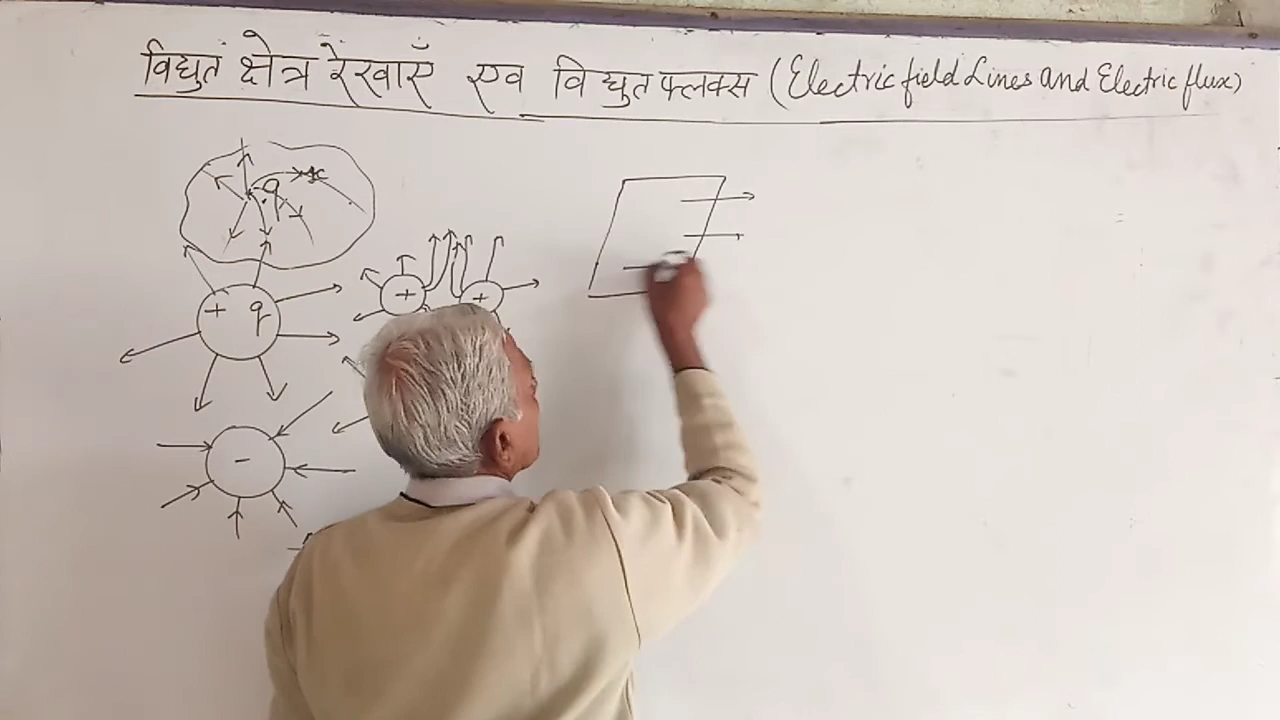 विद्युत क्षेत्र रेखाएँ एव विद्युत फ्लक्स (Electric field Lines and Electric flux)
q
+ q
+ +
-